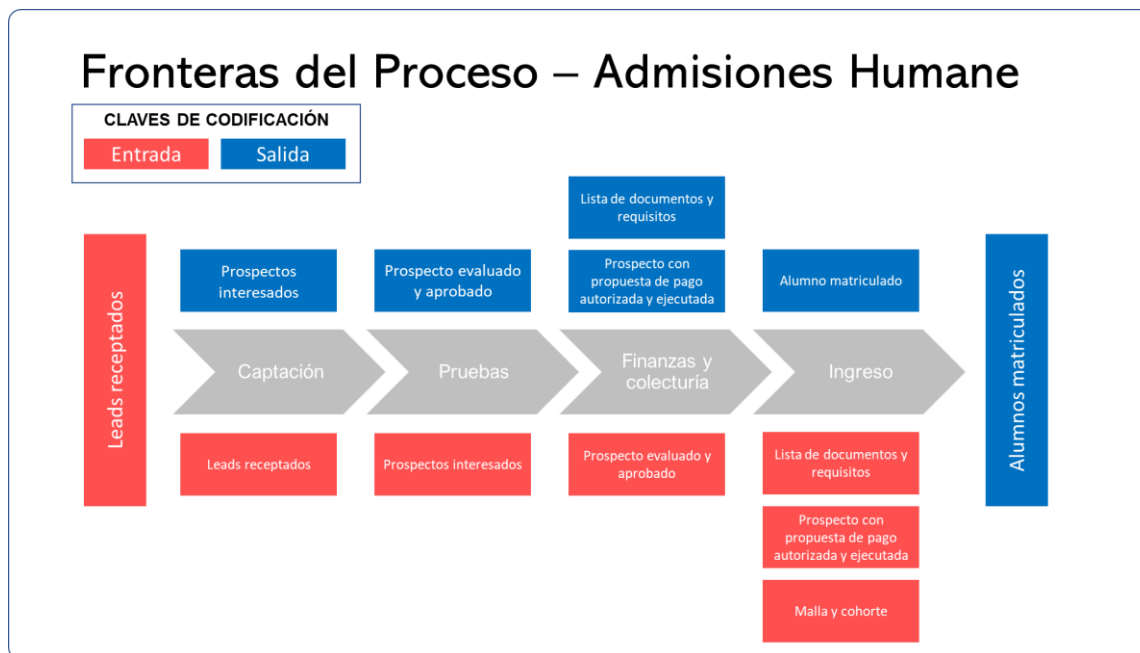 Fronteras del Proceso – Admisiones Humane
CLAVES DE CODIFICACIÓN
Entrada
Salida
Leads receptados
Prospectos
interesados
Prospecto evaluado
y aprobado
Lista de documentos y
requisitos
Prospecto con
propuesta de pago
autorizada y ejecutada
Alumno matriculado
Captación
Pruebas
Finanzas y
colecturía
Ingreso
Leads receptados
Prospectos interesados
Prospecto evaluado y
aprobado
Lista de documentos y
requisitos
Prospecto con
propuesta de pago
autorizada y ejecutada
Malla y cohorte
Alumnos matriculados